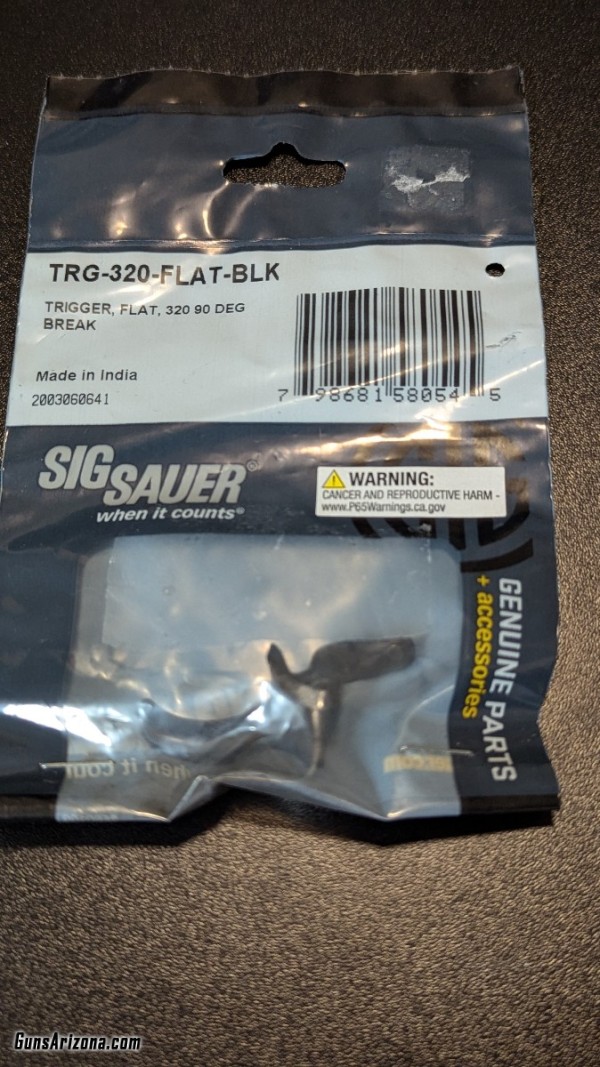 TRG-320-FLAT-BLK
TRIGGER, FLAT, 320 90 DEG
BREAK
Made in India
2003060641
7 98681 58054 5
SIG SAUER®
when it counts®
WARNING:
CANCER AND REPRODUCTIVE HARM -
www.P65Warnings.ca.gov
GENUINE PARTS
+ accessories
GunsArizona.com